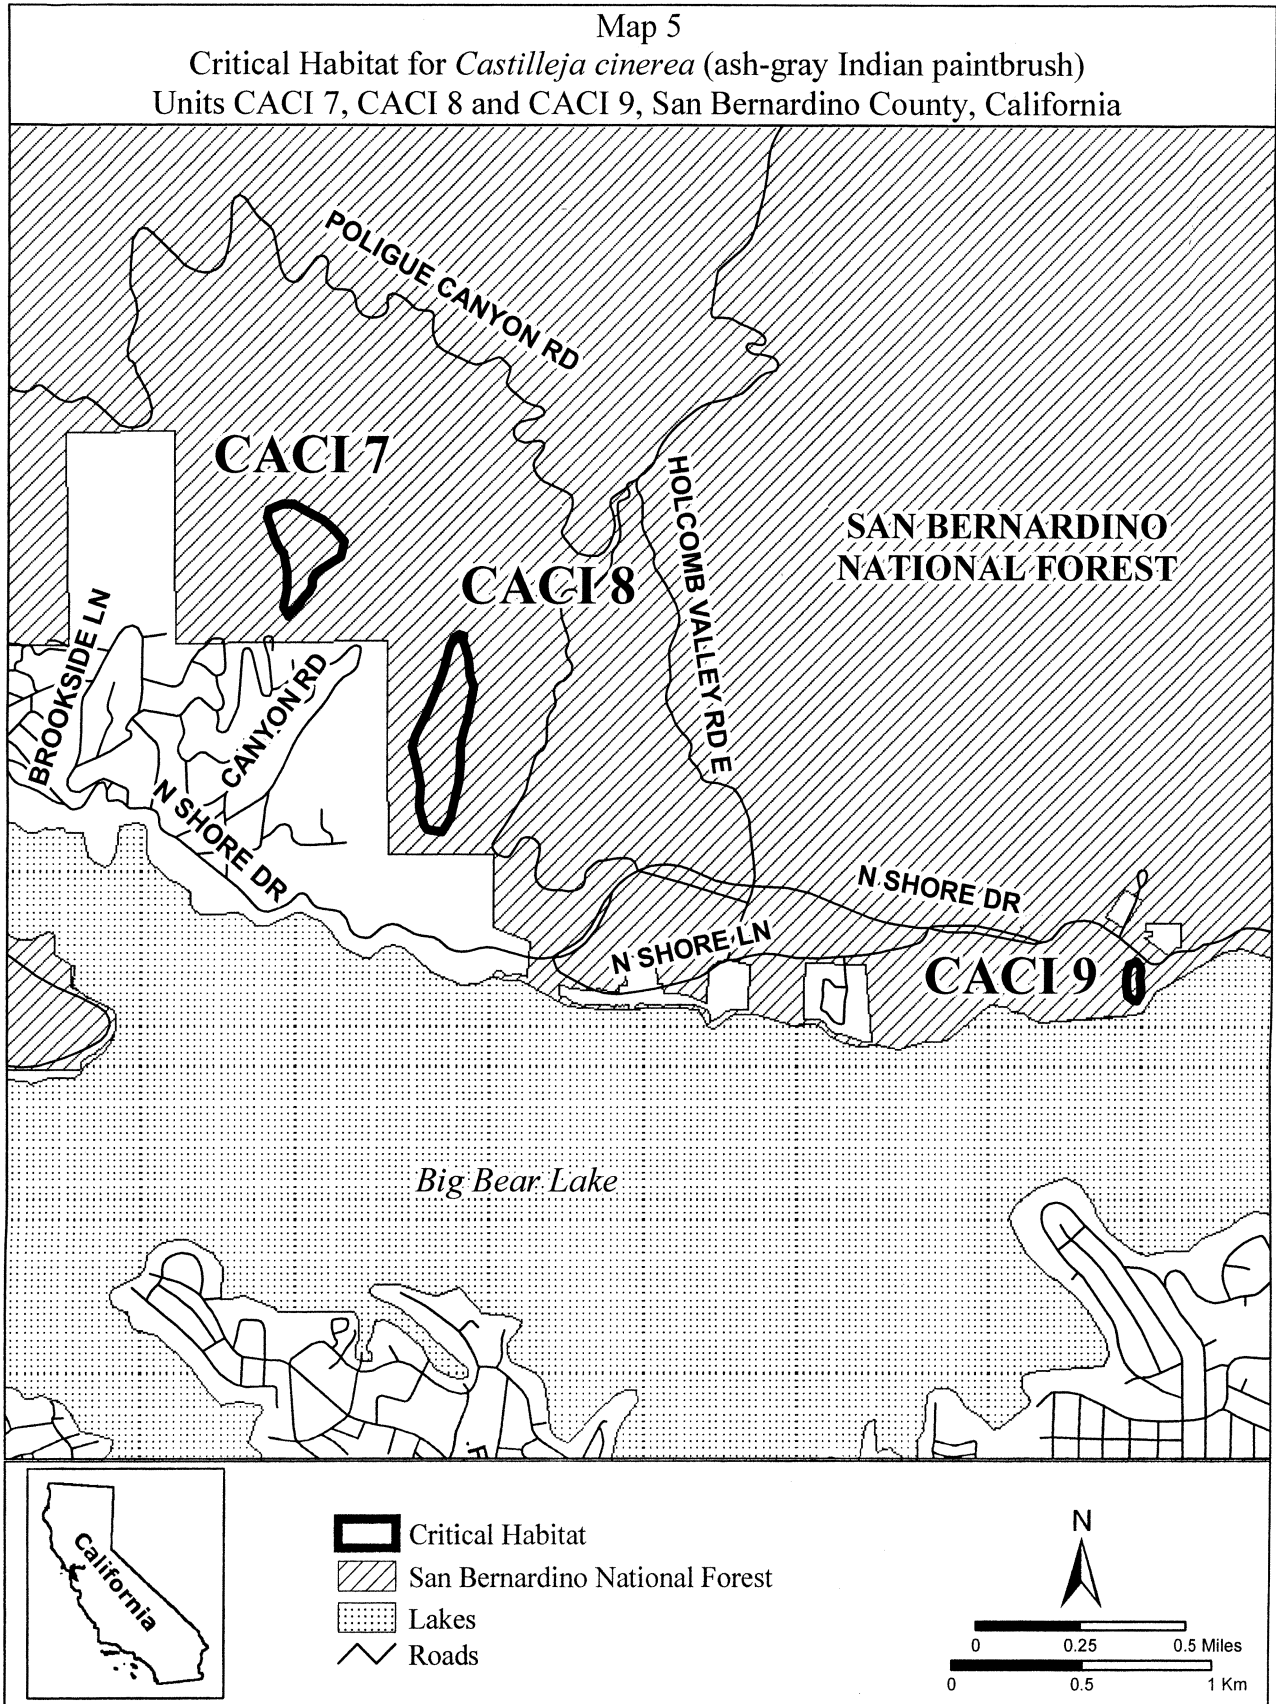 Map 5
Critical Habitat for Castilleja cinerea (ash-gray Indian paintbrush)
Units CACI 7, CACI 8 and CACI 9, San Bernardino County, California
POLIGUE CANYON RD
CACI 7
HOLCOMB VALLEY RD E
SAN BERNARDINO
NATIONAL FOREST
CACI 8
BROOKSIDE LN
CANYON RD
N SHORE DR
N SHORE DR
N SHORE LN
CACI 9
Big Bear Lake
California
Critical Habitat
San Bernardino National Forest
Lakes
Roads
N
0 0.25 0.5 Miles
0 0.5 1 Km